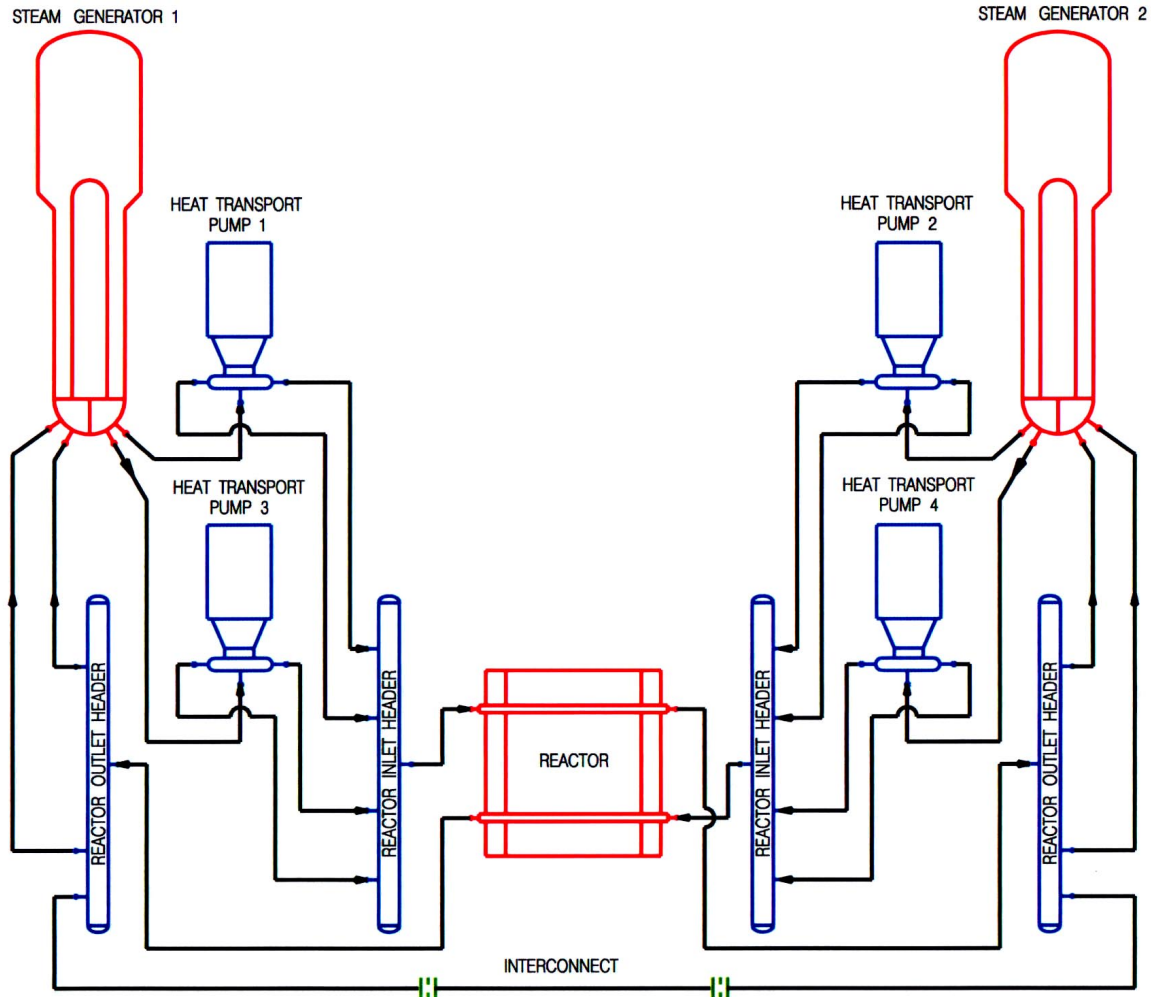 STEAM GENERATOR 1
STEAM GENERATOR 2
HEAT TRANSPORT
PUMP 1
HEAT TRANSPORT
PUMP 2
HEAT TRANSPORT
PUMP 3
HEAT TRANSPORT
PUMP 4
REACTOR OUTLET HEADER
REACTOR INLET HEADER
REACTOR
REACTOR INLET HEADER
REACTOR OUTLET HEADER
INTERCONNECT